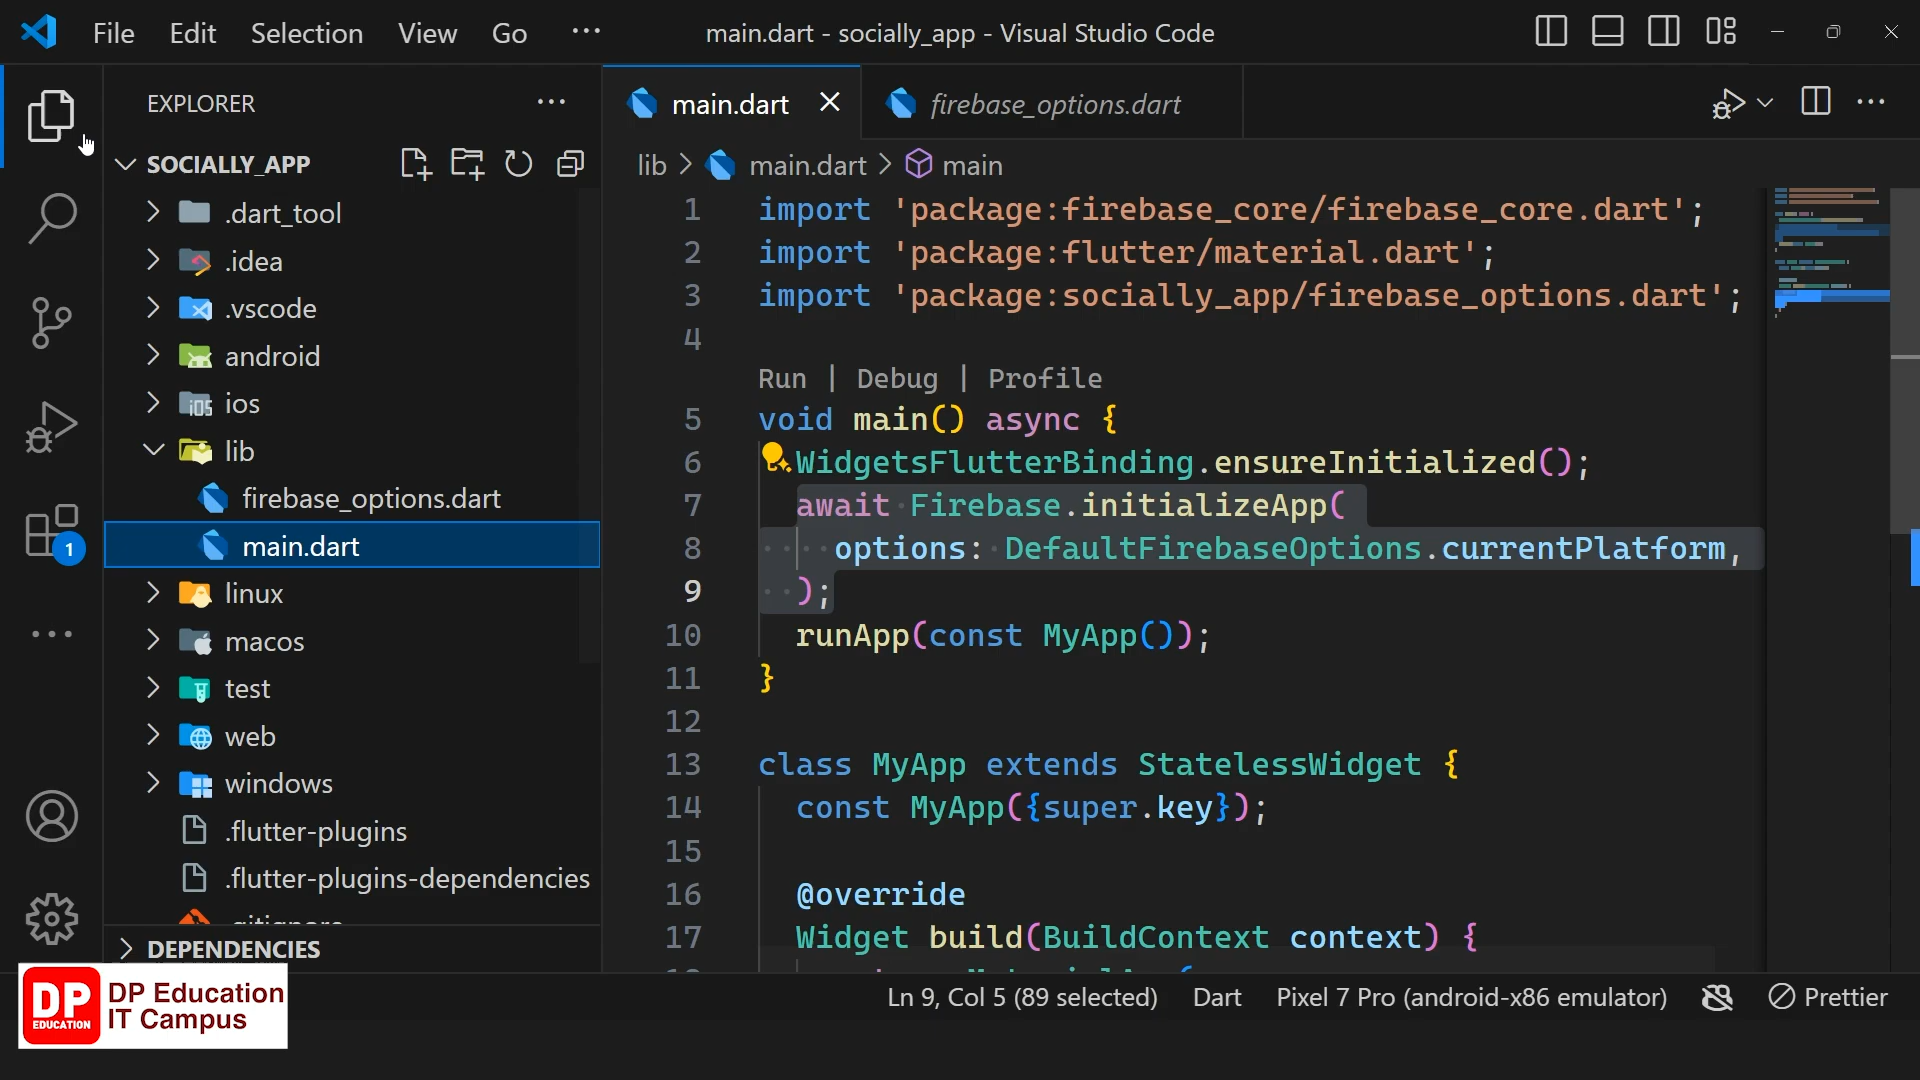 File Edit Selection View Go ··· main.dart - socially_app - Visual Studio Code
EXPLORER
SOCIALLY_APP
.dart_tool
.idea
.vscode
android
ios
lib
firebase_options.dart
main.dart
linux
macos
test
web
windows
.flutter-plugins
.flutter-plugins-dependencies
.gitignore
DEPENDENCIES
1
main.dart
firebase_options.dart
lib > main.dart > main
1 import 'package:firebase_core/firebase_core.dart';
2 import 'package:flutter/material.dart';
3 import 'package:socially_app/firebase_options.dart';
4
Run | Debug | Profile
5 void main() async {
6 WidgetsFlutterBinding.ensureInitialized();
7 await Firebase.initializeApp(
8 options: DefaultFirebaseOptions.currentPlatform,
9 );
10 runApp(const MyApp());
11 }
12
13 class MyApp extends StatelessWidget {
14 const MyApp({super.key});
15
16 @override
17 Widget build(BuildContext context) {
DP EDUCATION
DP Education
IT Campus
Ln 9, Col 5 (89 selected) Dart Pixel 7 Pro (android-x86 emulator) Prettier